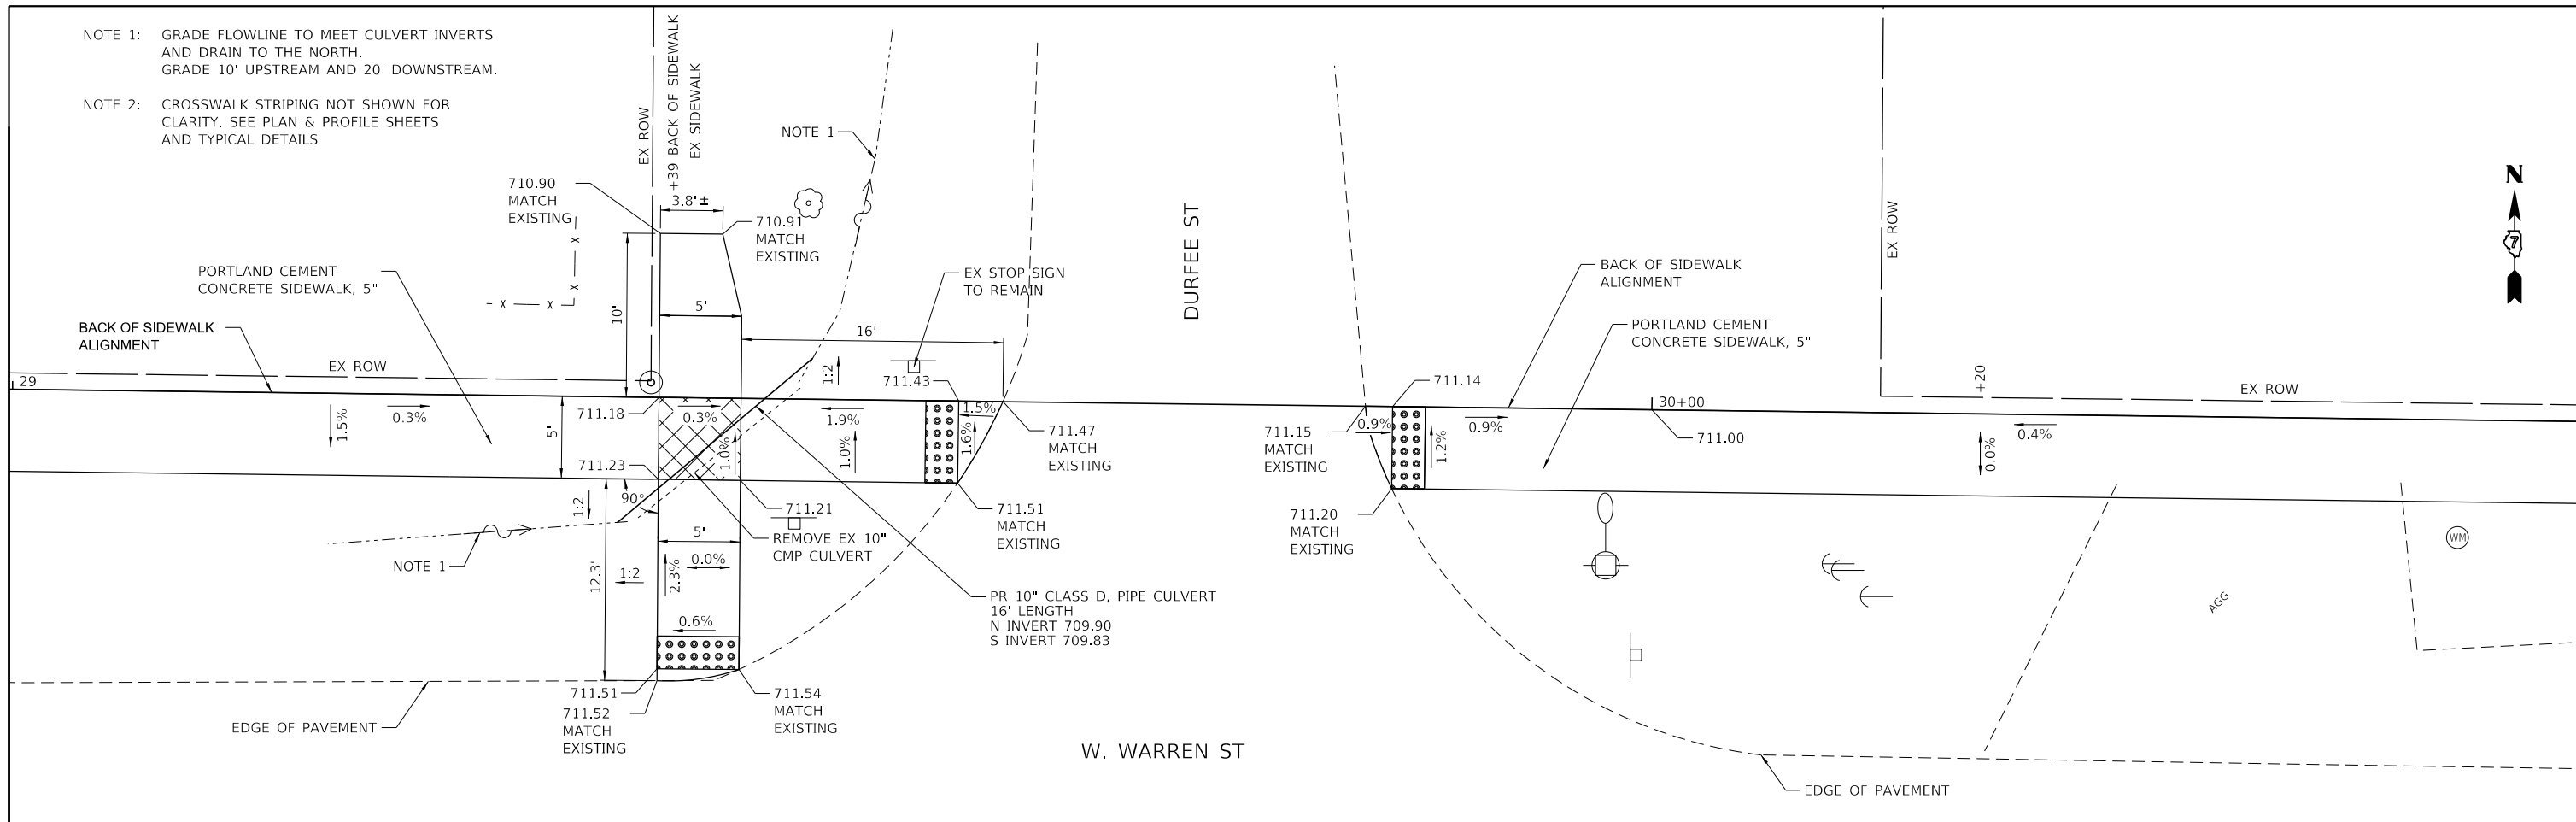 NOTE 1: GRADE FLOWLINE TO MEET CULVERT INVERTS
AND DRAIN TO THE NORTH.
GRADE 10' UPSTREAM AND 20' DOWNSTREAM.
NOTE 2: CROSSWALK STRIPING NOT SHOWN FOR
CLARITY, SEE PLAN & PROFILE SHEETS
AND TYPICAL DETAILS
EX ROW
+39 BACK OF SIDEWALK
EX SIDEWALK
NOTE 1
710.90
MATCH
EXISTING
3.8'±
710.91
MATCH
EXISTING
x
x
x
x
PORTLAND CEMENT
CONCRETE SIDEWALK, 5"
BACK OF SIDEWALK
ALIGNMENT
10'
5'
16'
EX STOP SIGN
TO REMAIN
DURFEE ST
EX ROW
29
1.5%
0.3%
5'
711.18
0.3%
1.0%
711.23
90°
1:2
1:2
711.43
1.9%
1.0%
1.5%
1.6%
711.47
MATCH
EXISTING
711.51
MATCH
EXISTING
711.21
REMOVE EX 10"
CMP CULVERT
NOTE 1
5'
12.3'
1:2
2.3%
0.0%
0.6%
PR 10" CLASS D, PIPE CULVERT
16' LENGTH
N INVERT 709.90
S INVERT 709.83
711.51
711.52
MATCH
EXISTING
711.54
MATCH
EXISTING
EDGE OF PAVEMENT
W. WARREN ST
N
7
EX ROW
BACK OF SIDEWALK
ALIGNMENT
PORTLAND CEMENT
CONCRETE SIDEWALK, 5"
711.14
711.15
MATCH
EXISTING
0.9%
0.9%
1.2%
30+00
711.00
+20
EX ROW
0.4%
0.0%
711.20
MATCH
EXISTING
AGG
WM
EDGE OF PAVEMENT